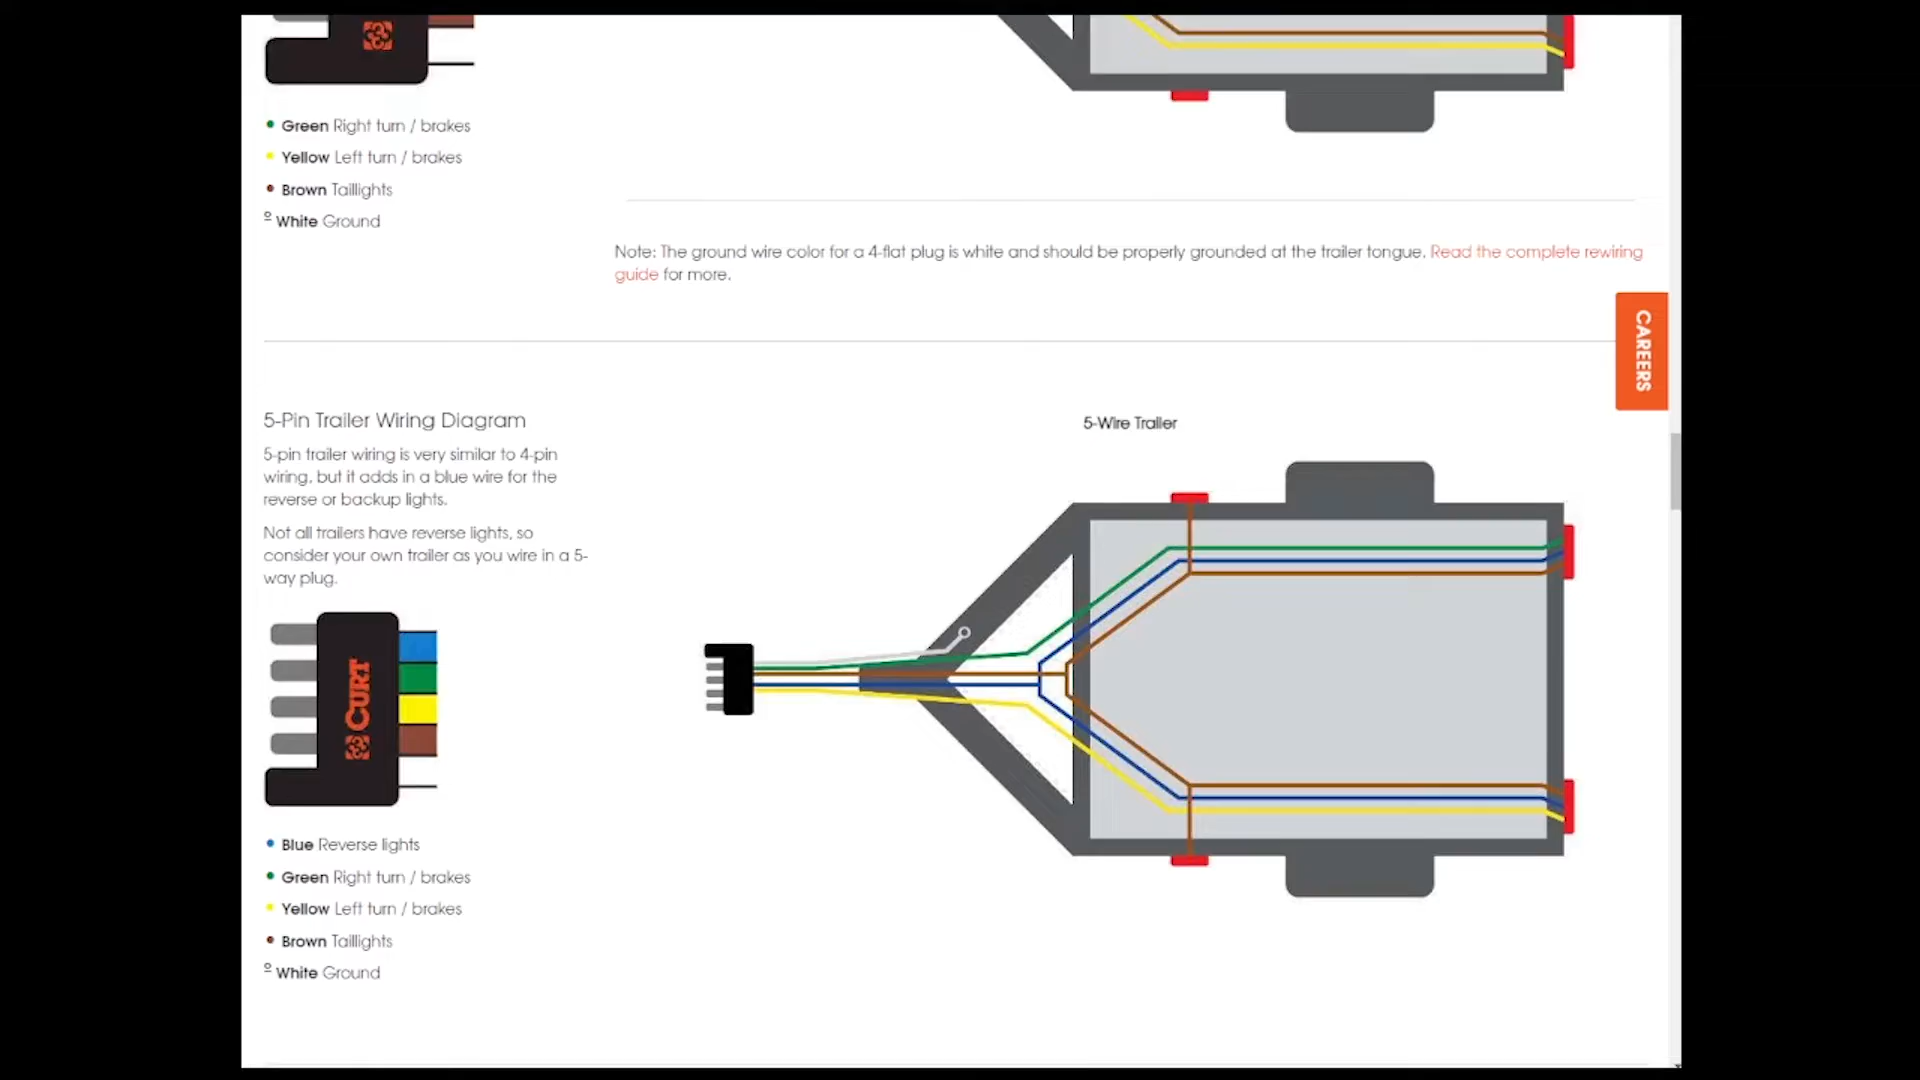 Green Right turn / brakes
Yellow Left turn / brakes
Brown Taillights
White Ground
Note: The ground wire color for a 4-flat plug is white and should be properly grounded at the trailer tongue. Read the complete rewiring
guide for more.
CAREERS
5-Pin Trailer Wiring Diagram
5-pin trailer wiring is very similar to 4-pin
wiring, but it adds in a blue wire for the
reverse or backup lights.
Not all trailers have reverse lights, so
consider your own trailer as you wire in a 5-
way plug.
CURT
Blue Reverse lights
Green Right turn / brakes
Yellow Left turn / brakes
Brown Taillights
White Ground
5-Wire Trailer